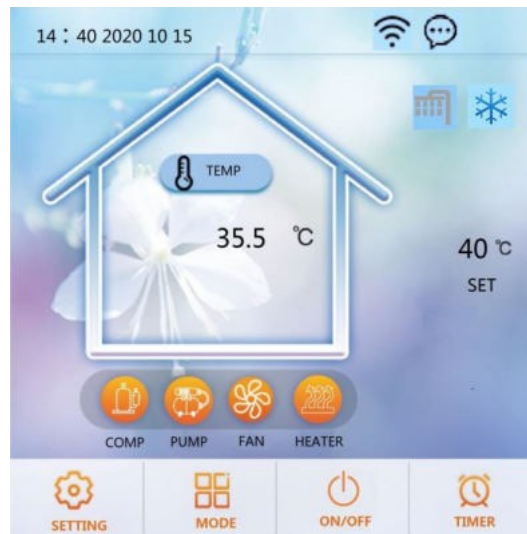 14：40 2020 10 15
TEMP
35.5 ℃
40 ℃
SET
COMP PUMP FAN HEATER
SETTING MODE ON/OFF TIMER